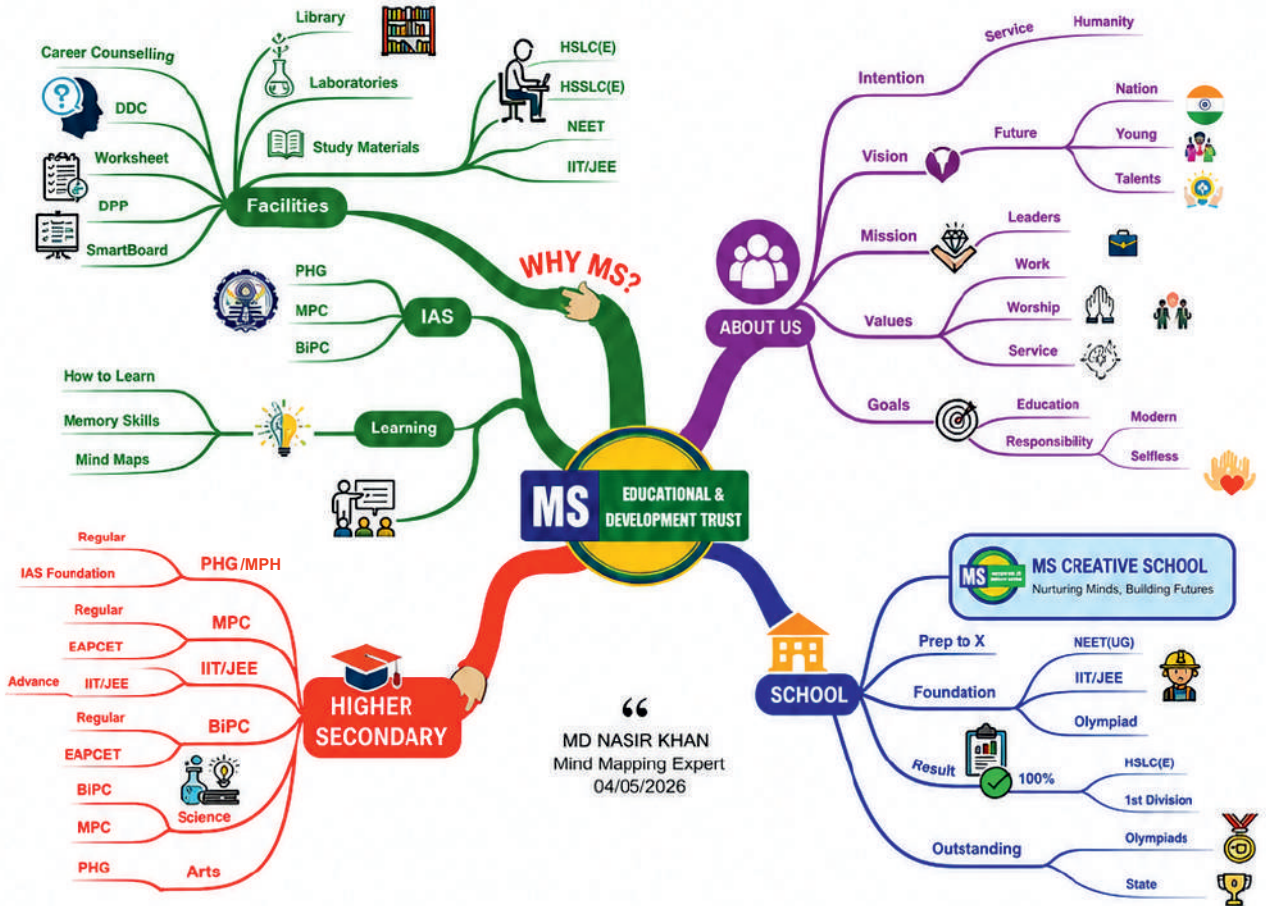 Library
Career Counselling
DDC
Worksheet
DPP
SmartBoard
Facilities
Laboratories
Study Materials
HSLC(E)
HSSLC(E)
NEET
IIT/JEE
WHY MS?
IAS
PHG
MPC
BiPC
Learning
How to Learn
Memory Skills
Mind Maps
ABOUT US
Intention
Service
Humanity
Vision
Future
Nation
Young
Talents
Mission
Leaders
Values
Work
Worship
Service
Goals
Education
Responsibility
Modern
Selfless
MS
EDUCATIONAL &
DEVELOPMENT TRUST
HIGHER
SECONDARY
PHG/MPH
Regular
IAS Foundation
MPC
Regular
EAPCET
IIT/JEE
IIT/JEE
Advance
BiPC
Regular
EAPCET
Science
BiPC
MPC
Arts
PHG
“
MD NASIR KHAN
Mind Mapping Expert
04/05/2026
SCHOOL
MS
MS CREATIVE SCHOOL
Nurturing Minds, Building Futures
Prep to X
Foundation
NEET(UG)
IIT/JEE
Olympiad
Result
100%
HSLC(E)
1st Division
Outstanding
Olympiads
State